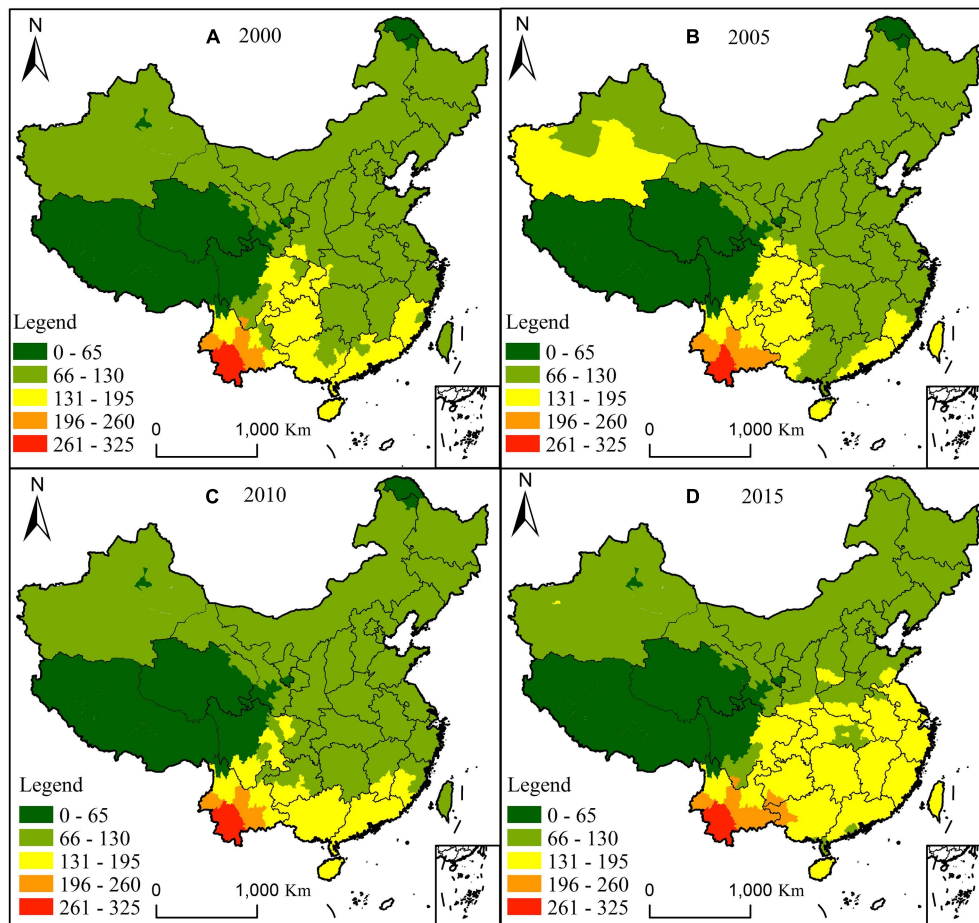 N
A 2000
Legend
0 - 65
66 - 130
131 - 195
196 - 260
261 - 325
0 1,000 Km
N
B 2005
Legend
0 - 65
66 - 130
131 - 195
196 - 260
261 - 325
0 1,000 Km
N
C 2010
Legend
0 - 65
66 - 130
131 - 195
196 - 260
261 - 325
0 1,000 Km
N
D 2015
Legend
0 - 65
66 - 130
131 - 195
196 - 260
261 - 325
0 1,000 Km